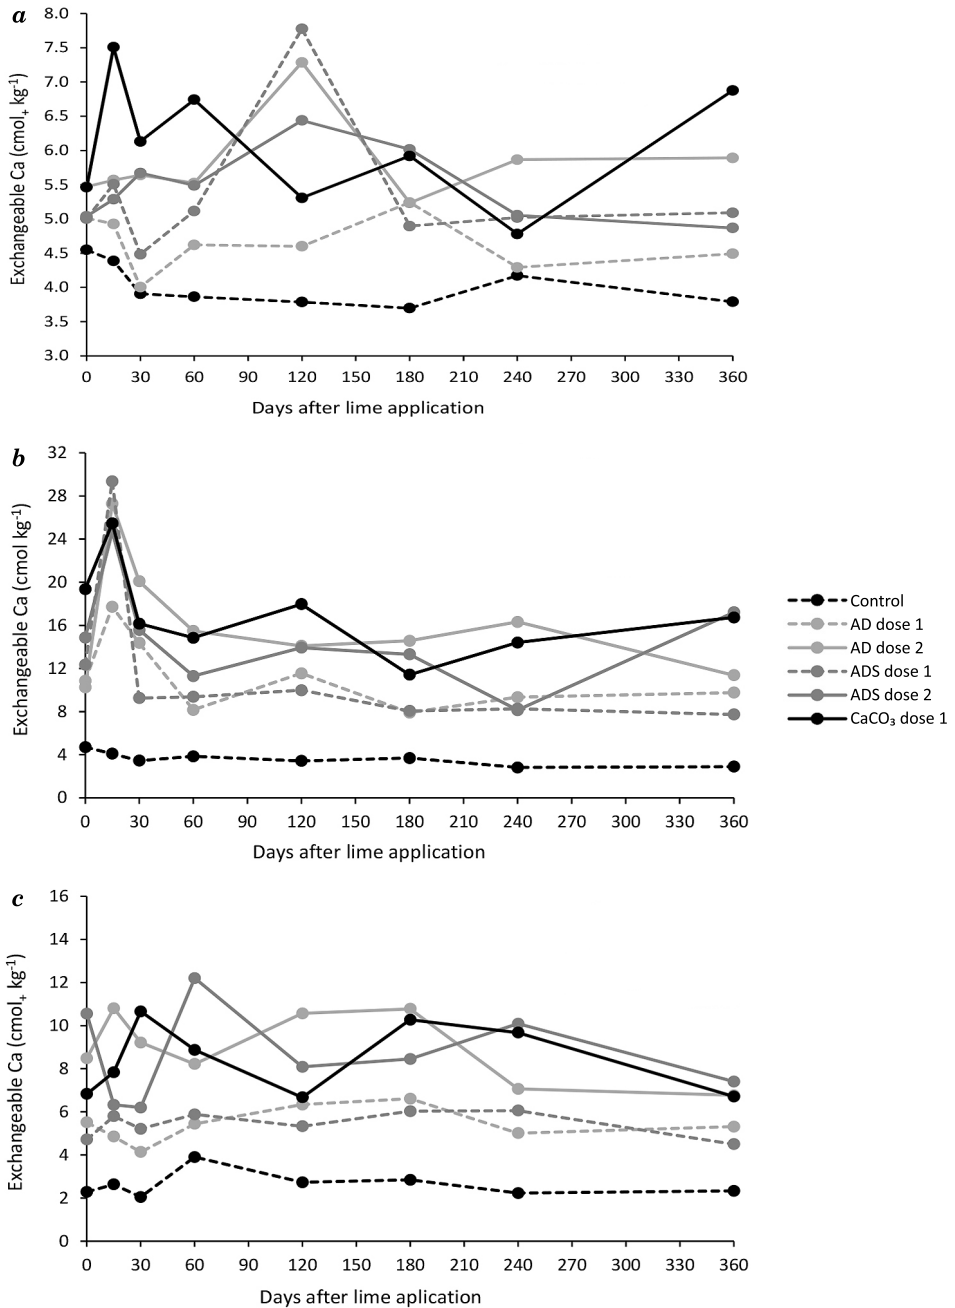 a
Exchangeable Ca (cmol+ kg-1)
8.0
7.5
7.0
6.5
6.0
5.5
5.0
4.5
4.0
3.5
3.0
0 30 60 90 120 150 180 210 240 270 300 330 360
Days after lime application
b
Exchangeable Ca (cmol kg-1)
32
28
24
20
16
12
8
4
0
0 30 60 90 120 150 180 210 240 270 300 330 360
Days after lime application
Control
AD dose 1
AD dose 2
ADS dose 1
ADS dose 2
CaCO₃ dose 1
c
Exchangeable Ca (cmol+ kg-1)
16
14
12
10
8
6
4
2
0
0 30 60 90 120 150 180 210 240 270 300 330 360
Days after lime aplication